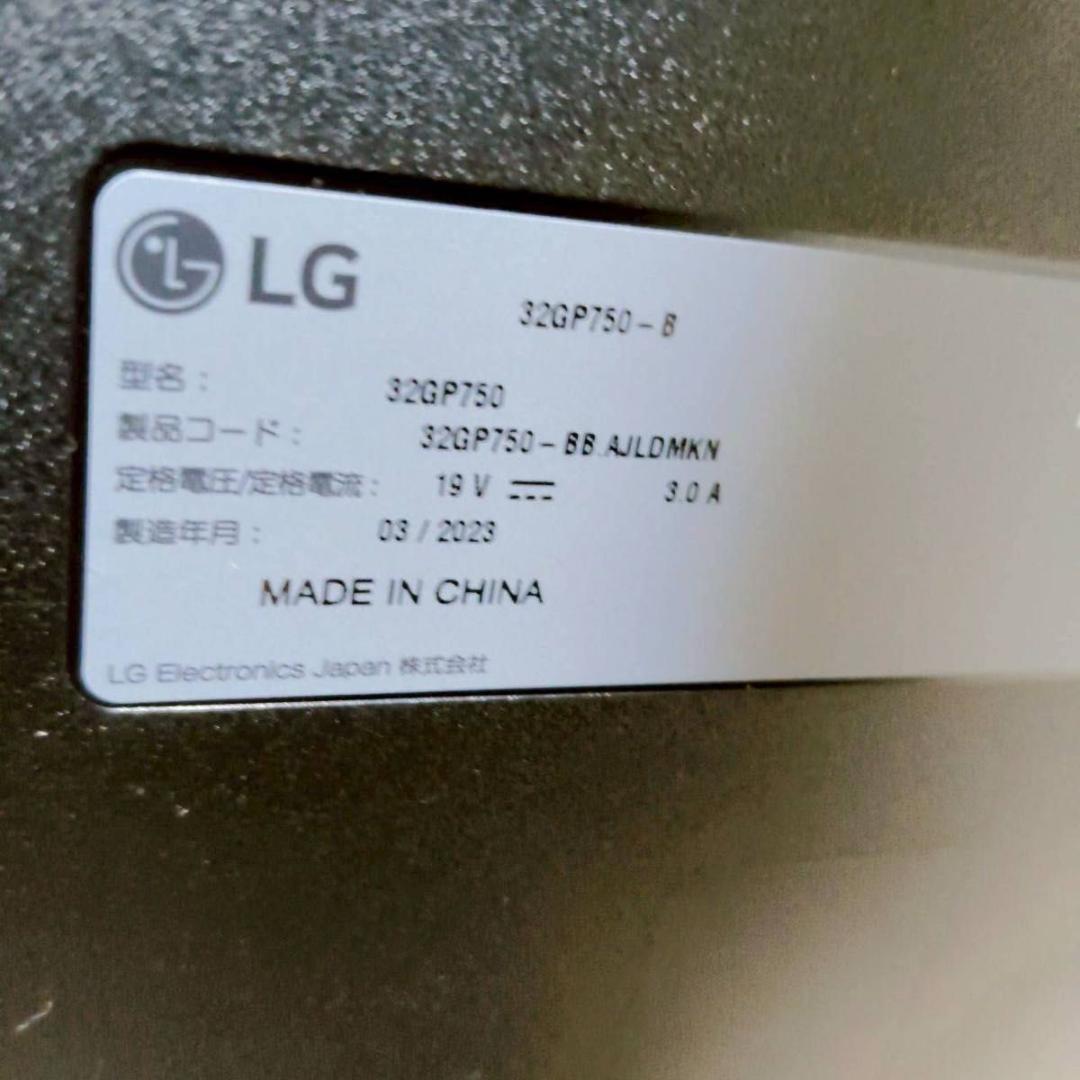 LG
32GP750-B
型名: 32GP750
製品コード: 32GP750-BB.AJLDMKN
定格電圧/定格電流: 19 V ⎓ 3.0 A
製造年月: 03/2023
MADE IN CHINA
LG Electronics Japan 株式会社